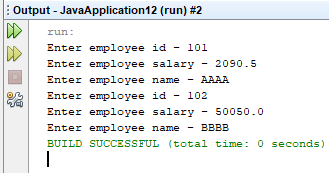 Output - JavaApplication12 (run) #2
run:
Enter employee id - 101
Enter employee salary - 2090.5
Enter employee name - AAAA
Enter employee id - 102
Enter employee salary - 50050.0
Enter employee name - BBBB
BUILD SUCCESSFUL (total time: 0 seconds)